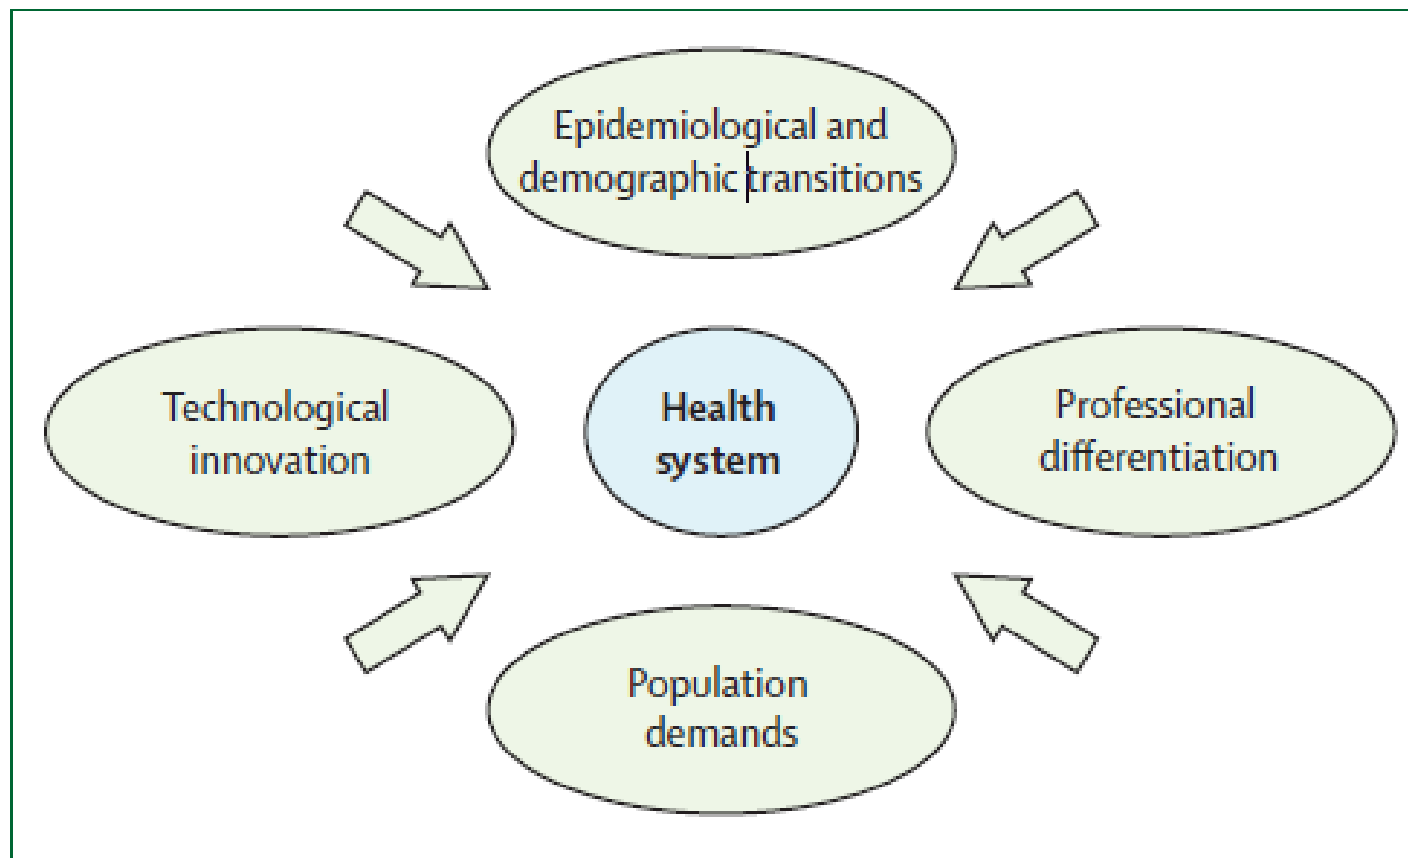 Epidemiological and
demographic transitions
Technological
innovation
Health
system
Professional
differentiation
Population
demands